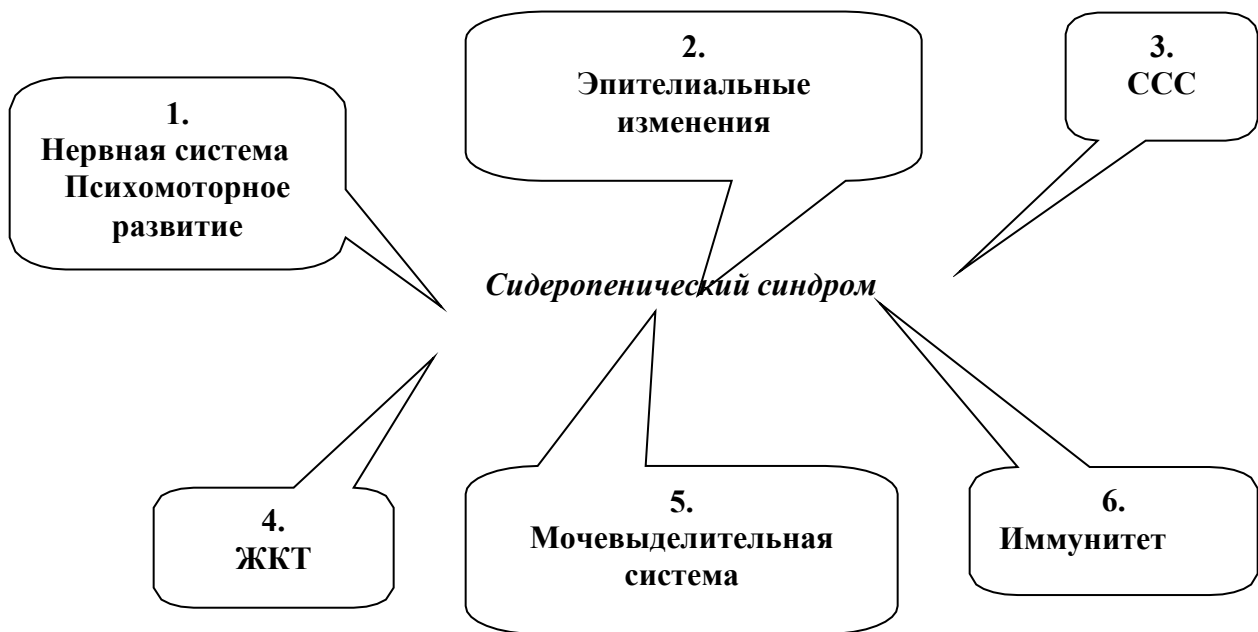 1.
Нервная система
Психомоторное
развитие
2.
Эпителиальные
изменения
3.
ССС
Сидеропенический синдром
4.
ЖКТ
5.
Мочевыделительная
система
6.
Иммунитет